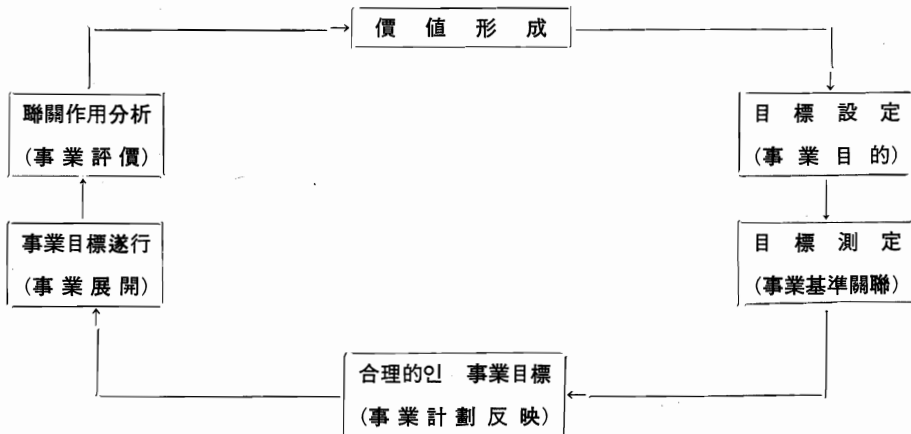 價値形成
目標設定
(事業目的)
目標測定
(事業基準關聯)
合理的인 事業目標
(事業計劃反映)
事業目標遂行
(事業展開)
聯關作用分析
(事業評價)